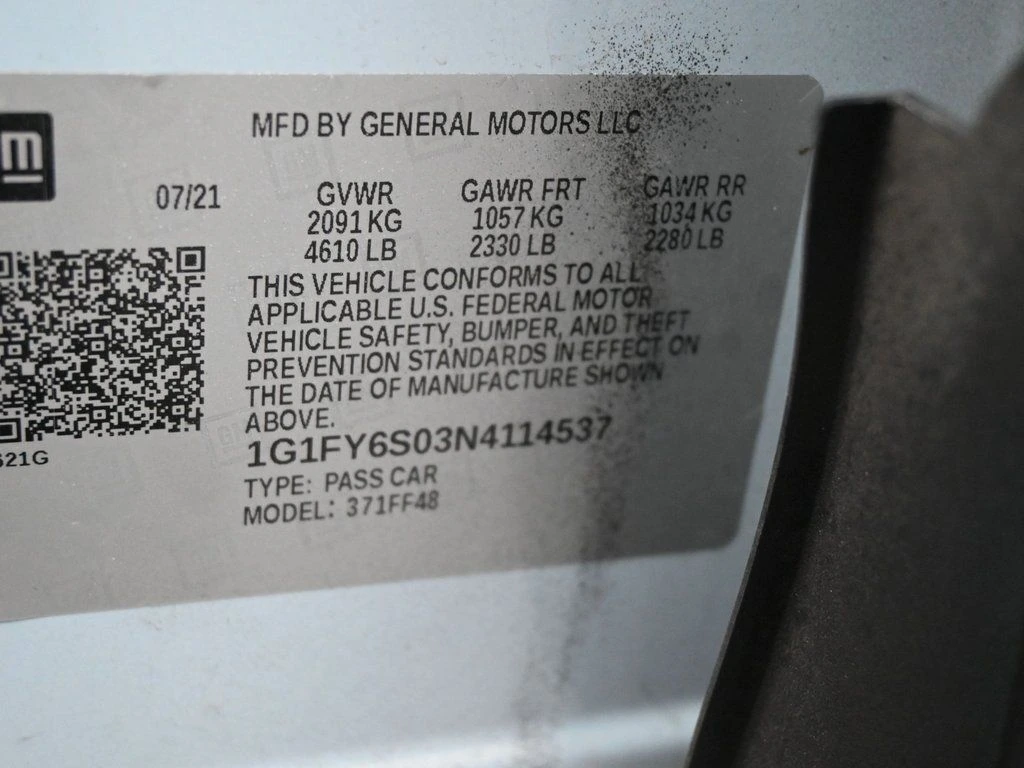 gm
MFD BY GENERAL MOTORS LLC
07/21 GVWR GAWR FRT GAWR RR
2091 KG 1057 KG 1034 KG
4610 LB 2330 LB 2280 LB
THIS VEHICLE CONFORMS TO ALL
APPLICABLE U.S. FEDERAL MOTOR
VEHICLE SAFETY, BUMPER, AND THEFT
PREVENTION STANDARDS IN EFFECT ON
THE DATE OF MANUFACTURE SHOWN
ABOVE.
1G1FY6S03N4114537
TYPE: PASS CAR
MODEL: 371FF48